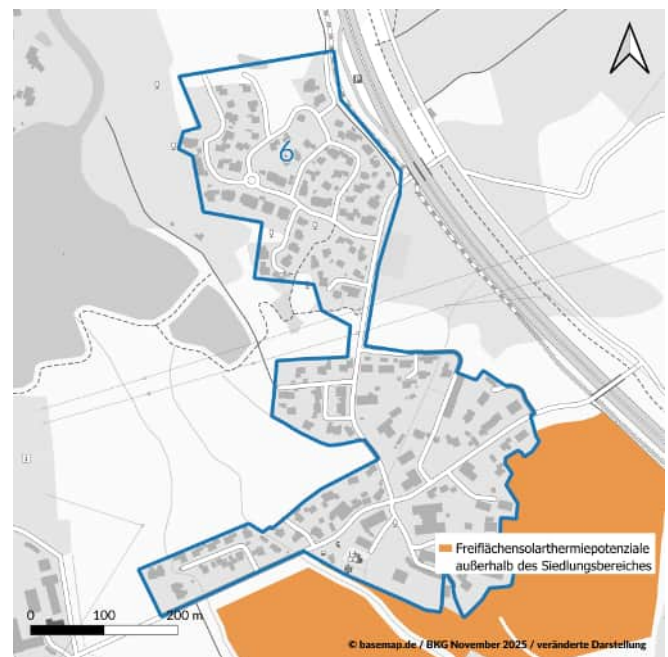 6
Freiflächensolarthermiepotenziale
außerhalb des Siedlungsbereiches
0 100 200 m
© basemap.de / BKG November 2025 / veränderte Darstellung